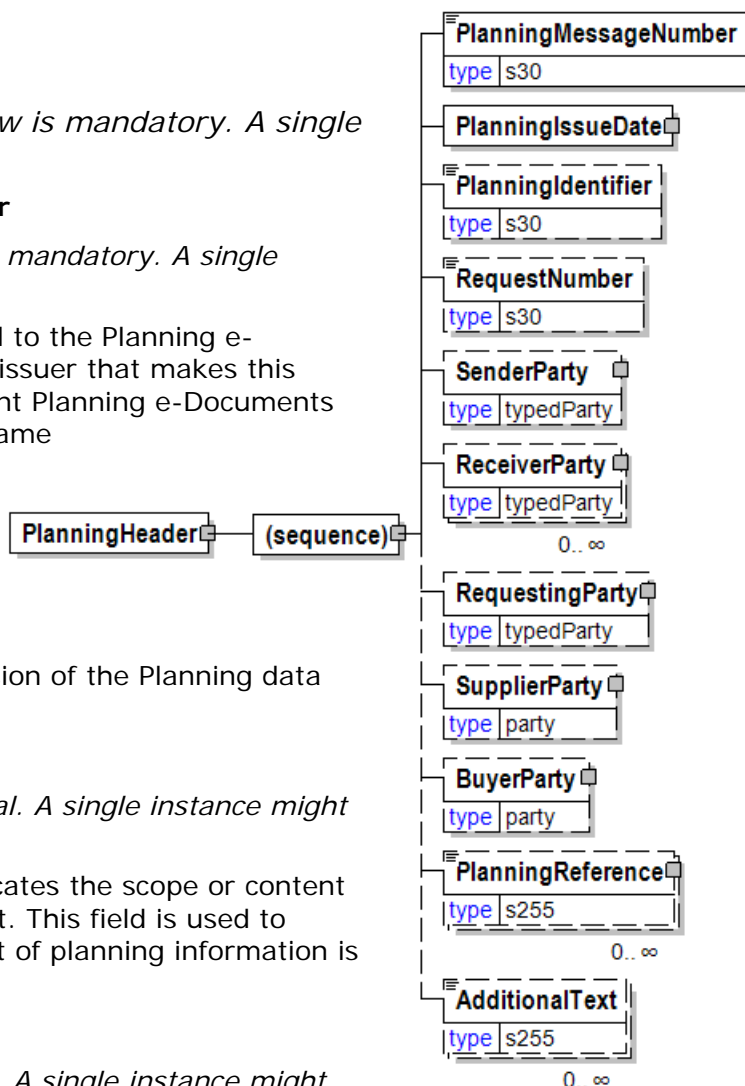 w is mandatory. A single
r
mandatory. A single
l to the Planning e-
issuer that makes this
nt Planning e-Documents
ame
ion of the Planning data
al. A single instance might
cates the scope or content
t. This field is used to
t of planning information is
. A single instance might
PlanningHeader
(sequence)
PlanningMessageNumber
type s30
PlanningIssueDate
PlanningIdentifier
type s30
RequestNumber
type s30
SenderParty
type typedParty
ReceiverParty
type typedParty
0.. ∞
RequestingParty
type typedParty
SupplierParty
type party
BuyerParty
type party
PlanningReference
type s255
0.. ∞
AdditionalText
type s255
0.. ∞